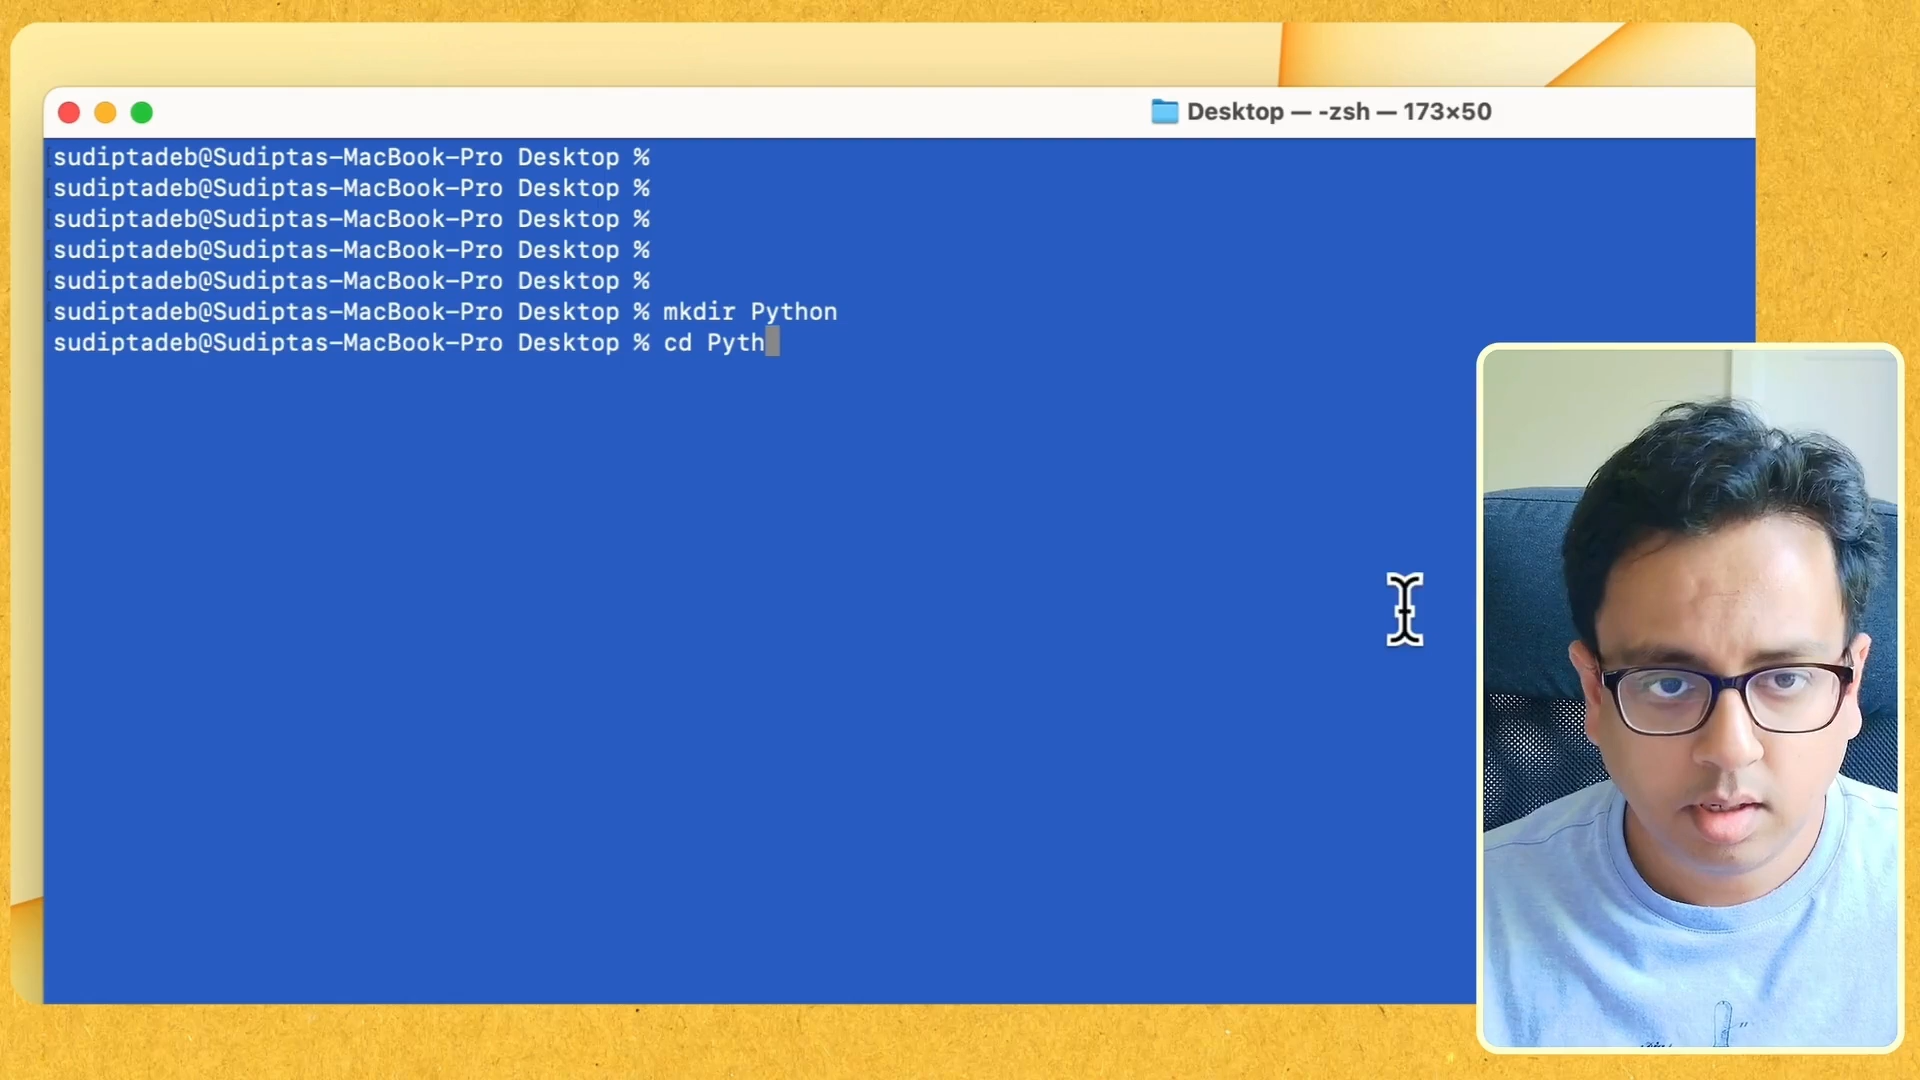 Desktop — -zsh — 173×50
sudiptadeb@Sudiptas-MacBook-Pro Desktop %
sudiptadeb@Sudiptas-MacBook-Pro Desktop %
sudiptadeb@Sudiptas-MacBook-Pro Desktop %
sudiptadeb@Sudiptas-MacBook-Pro Desktop %
sudiptadeb@Sudiptas-MacBook-Pro Desktop %
sudiptadeb@Sudiptas-MacBook-Pro Desktop % mkdir Python
sudiptadeb@Sudiptas-MacBook-Pro Desktop % cd Pyth